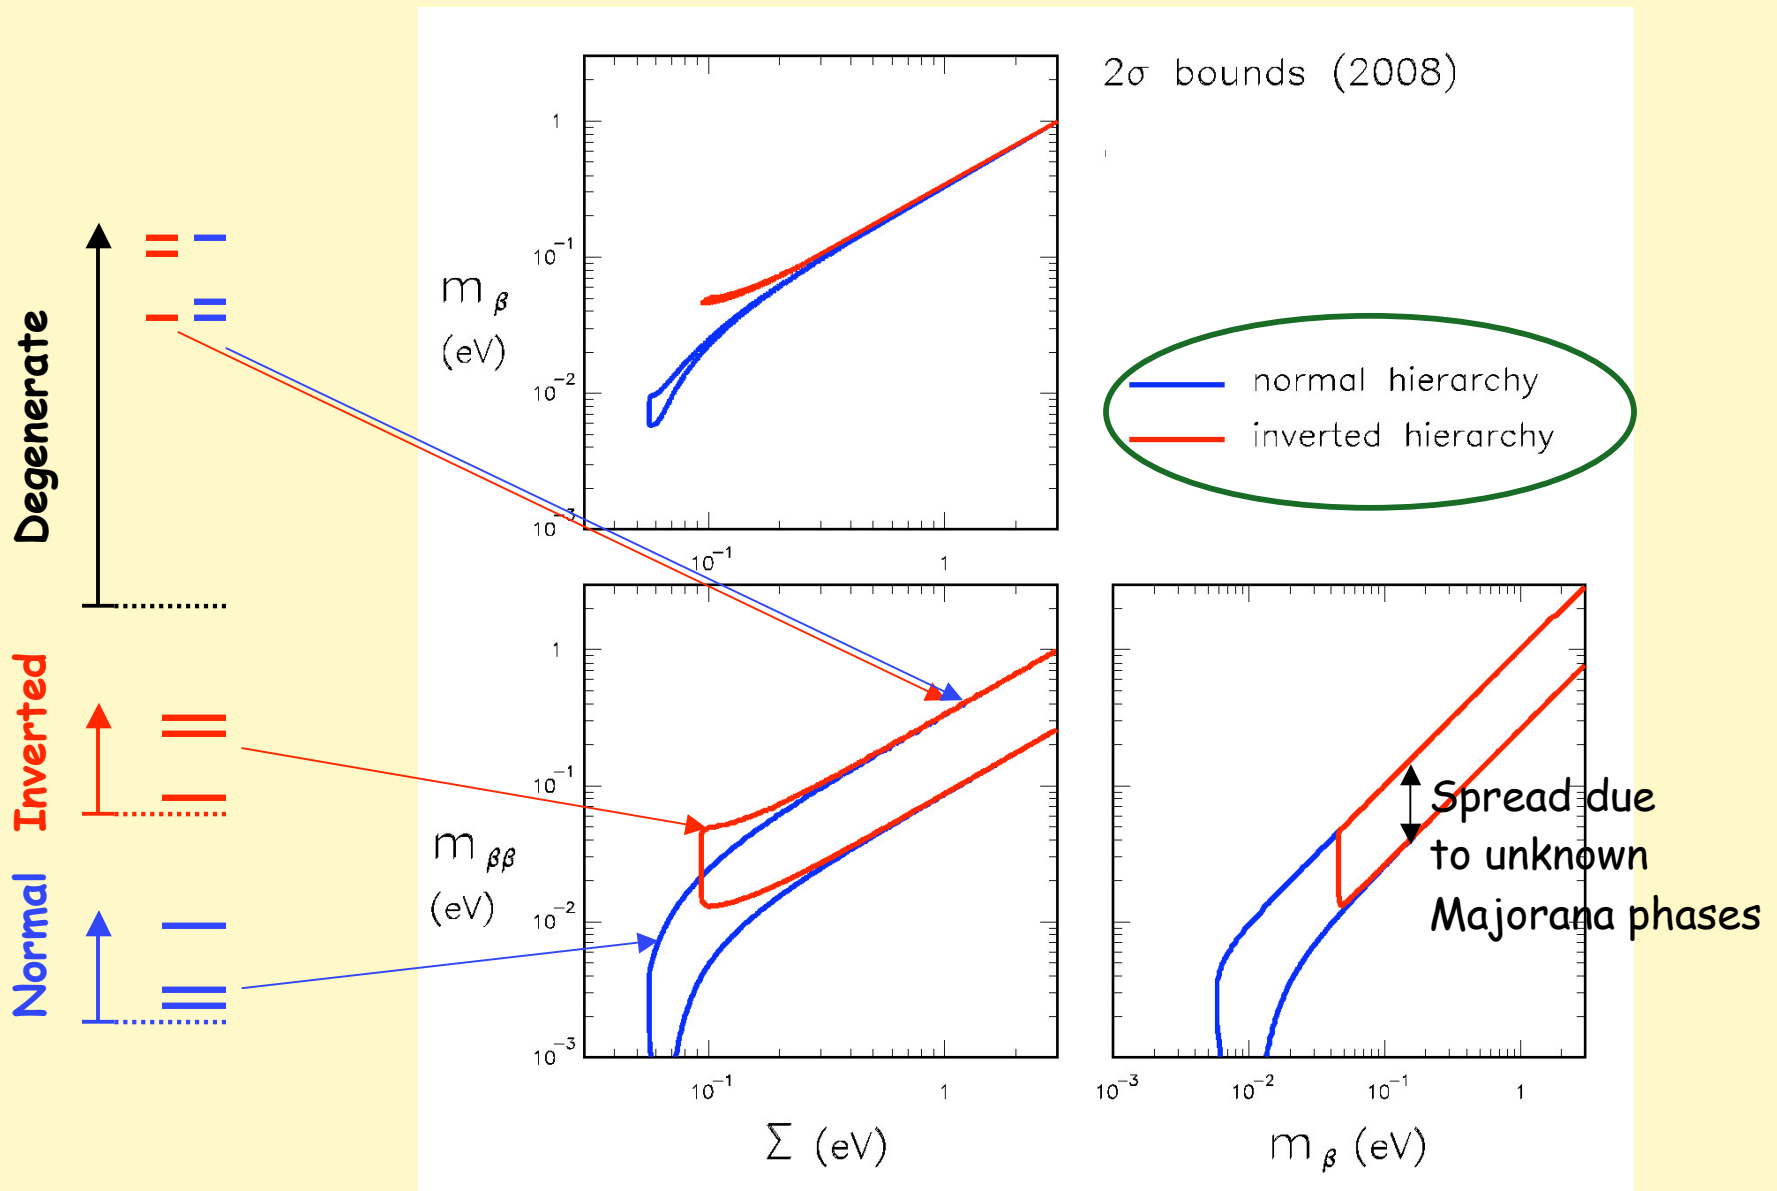 2σ bounds (2008)
1
10⁻¹
10⁻²
10⁻³
m β
(eV)
10⁻¹
1
normal hierarchy
inverted hierarchy
Degenerate
Inverted
Normal
1
10⁻¹
10⁻²
10⁻³
m ββ
(eV)
10⁻¹
1
Σ (eV)
Spread due
to unknown
Majorana phases
10⁻³
10⁻²
10⁻¹
1
m β (eV)